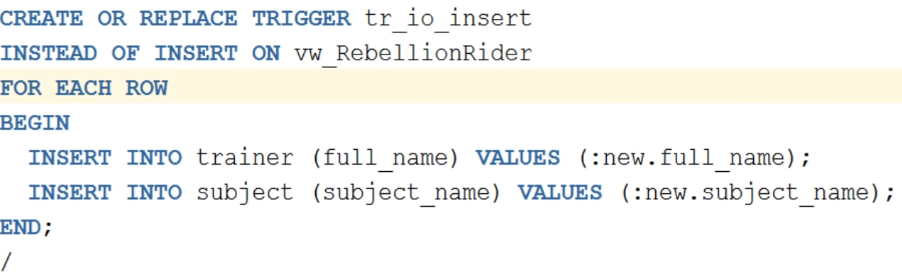 CREATE OR REPLACE TRIGGER tr_io_insert
INSTEAD OF INSERT ON vw_RebellionRider
FOR EACH ROW
BEGIN
  INSERT INTO trainer (full_name) VALUES (:new.full_name);
  INSERT INTO subject (subject_name) VALUES (:new.subject_name);
END;
/